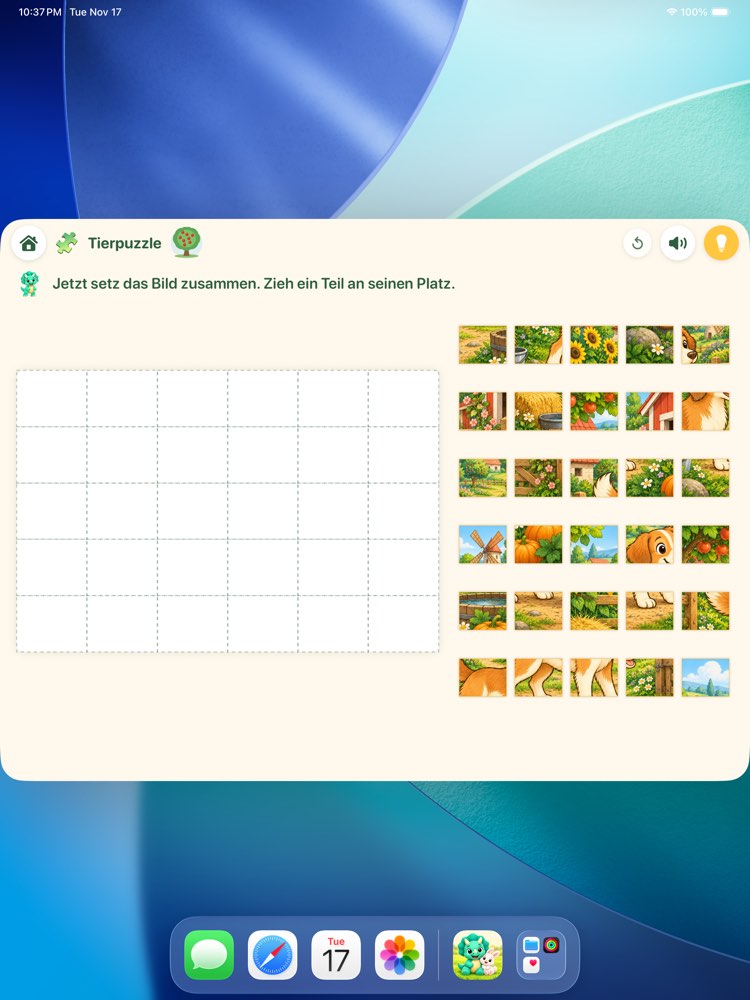 10:37 PM Tue Nov 17
100%
Tierpuzzle
Jetzt setz das Bild zusammen. Zieh ein Teil an seinen Platz.
Tue
17